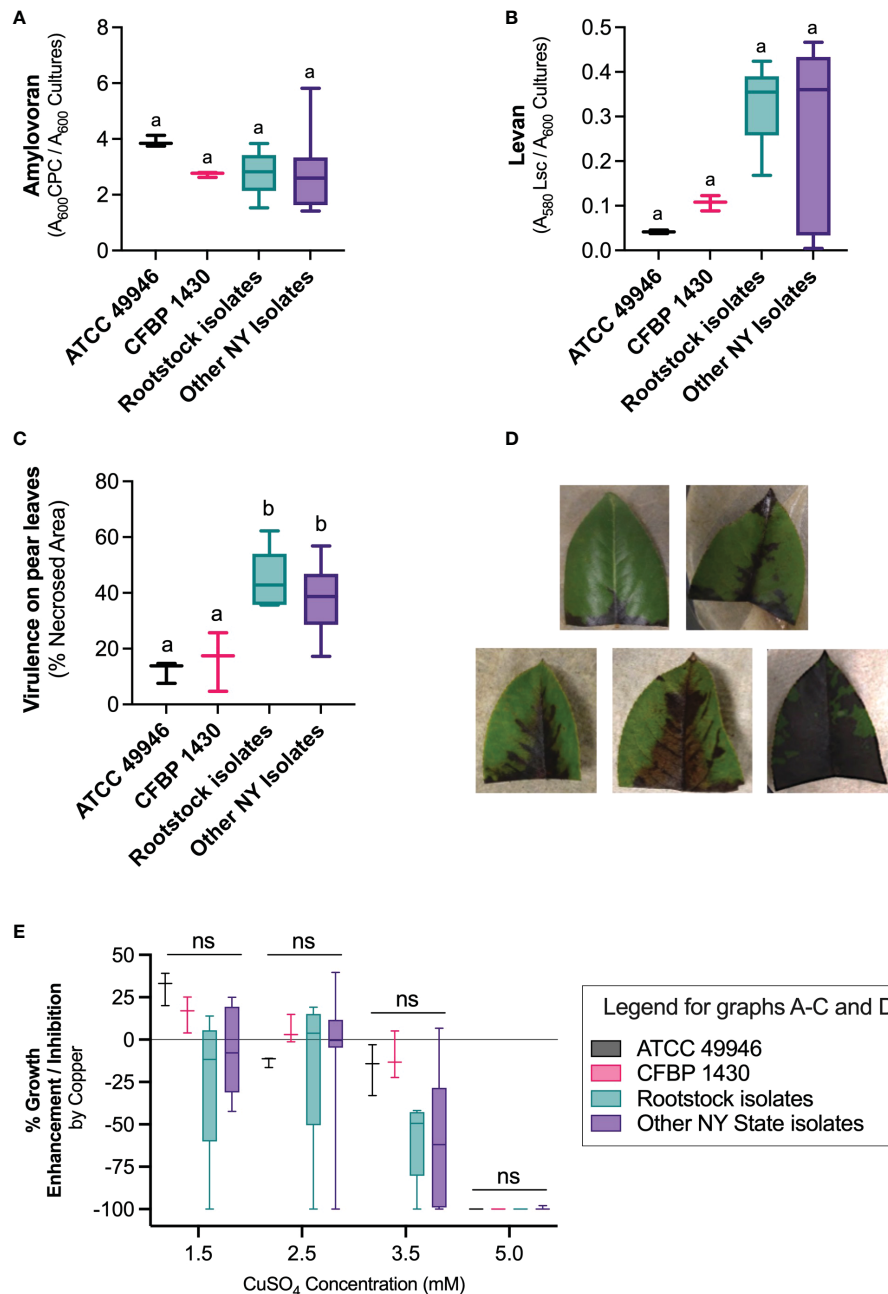 A
Amylovoran
(A600CPC / A600 Cultures)
8
6
4
2
0
a
a
a
a
ATCC 49946
CFBP 1430
Rootstock isolates
Other NY Isolates
B
Levan
(A580 Lsc / A600 Cultures)
0.5
0.4
0.3
0.2
0.1
0.0
a
a
a
a
ATCC 49946
CFBP 1430
Rootstock isolates
Other NY Isolates
C
Virulence on pear leaves
(% Necrosed Area)
80
60
40
20
0
a
a
b
b
ATCC 49946
CFBP 1430
Rootstock isolates
Other NY Isolates
D
E
% Growth
Enhancement / Inhibition
by Copper
50
25
0
-25
-50
-75
-100
ns
ns
ns
ns
1.5
2.5
3.5
5.0
CuSO4 Concentration (mM)
Legend for graphs A-C and D
ATCC 49946
CFBP 1430
Rootstock isolates
Other NY State isolates